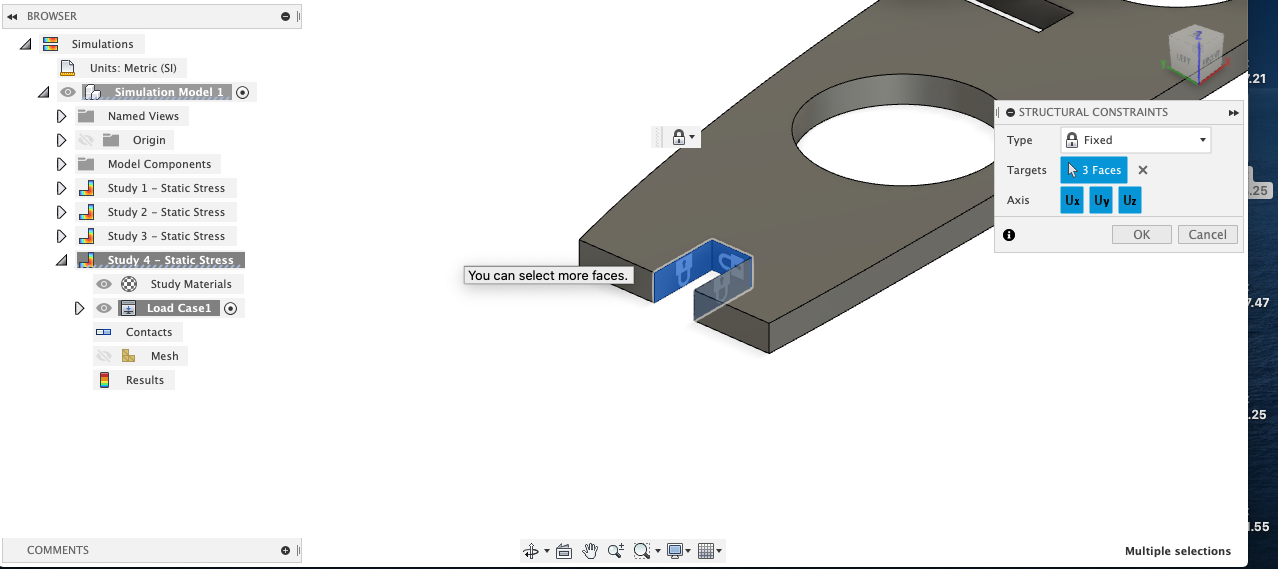 BROWSER
Simulations
Units: Metric (SI)
Simulation Model 1
Named Views
Origin
Model Components
Study 1 - Static Stress
Study 2 - Static Stress
Study 3 - Static Stress
Study 4 - Static Stress
Study Materials
Load Case1
Contacts
Mesh
Results
COMMENTS
You can select more faces.
Z
LEFT
Y
X
STRUCTURAL CONSTRAINTS
Type
Fixed
Targets
3 Faces
Axis
Ux Uy Uz
OK
Cancel
Multiple selections
.21
.25
7.47
.25
1.55